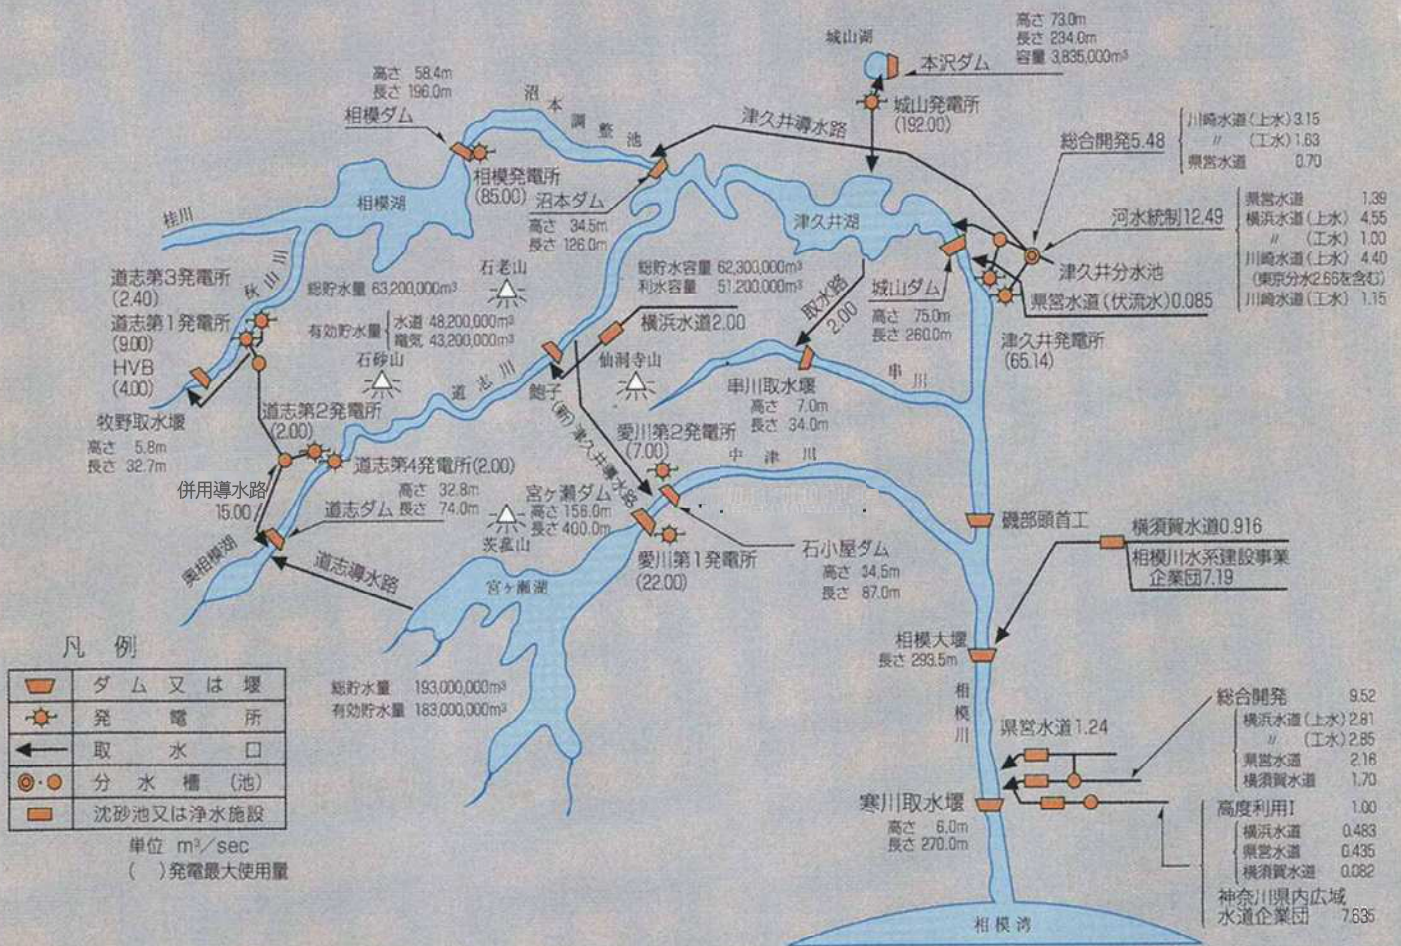 城山湖
高さ 73.0m
長さ 234.0m
容量 3,835,000m³
本沢ダム
城山発電所
(192.00)
高さ 58.4m
長さ 196.0m
相模ダム
沼本調整池
津久井導水路
総合開発5.48
川崎水道(上水) 3.15
〃 (工水) 1.63
県営水道 0.70
相模発電所
(85.00)
沼本ダム
高さ 34.5m
長さ 126.0m
桂川
相模湖
津久井湖
河水統制12.49
県営水道 1.39
横浜水道(上水) 4.55
〃 (工水) 1.00
川崎水道(上水) 4.40
(東京分水2.65を含む)
川崎水道(工水) 1.15
津久井分水池
県営水道(伏流水)0.085
津久井発電所
(65.14)
城山ダム
高さ 75.0m
長さ 260.0m
総貯水容量 62,300,000m³
利水容量 51,200,000m³
取水路
2.00
石老山
総貯水量 63,200,000m³
有効貯水量
水道 48,200,000m³
電気 43,200,000m³
道志第3発電所
(2.40)
道志第1発電所
(9.00)
HVB
(4.00)
牧野取水堰
高さ 5.8m
長さ 32.7m
石砂山
道志川
横浜水道2.00
仙洞寺山
鮑子
(新)津久井導水路
串川取水堰
高さ 7.0m
長さ 34.0m
串川
道志第2発電所
(2.00)
道志第4発電所(2.00)
併用導水路
15.00
高さ 32.8m
長さ 74.0m
道志ダム
奥相模湖
道志導水路
愛川第2発電所
(7.00)
中津川
宮ヶ瀬ダム
高さ 156.0m
長さ 400.0m
愛川第1発電所
(22.00)
石小屋ダム
高さ 34.5m
長さ 87.0m
宮ヶ瀬湖
総貯水量 193,000,000m³
有効貯水量 183,000,000m³
磯部頭首工
横須賀水道0.916
相模川水系建設事業
企業団7.19
相模大堰
長さ 293.5m
相模川
県営水道1.24
総合開発 9.52
横浜水道(上水) 2.81
〃 (工水) 2.85
県営水道 2.16
横須賀水道 1.70
寒川取水堰
高さ 6.0m
長さ 270.0m
高度利用I 1.00
横浜水道 0.483
県営水道 0.435
横須賀水道 0.082
神奈川県内広域
水道企業団 7.635
相模湾
凡例
ダム又は堰
発電所
取水口
分水槽(池)
沈砂池又は浄水施設
単位 m³/sec
( )発電最大使用量